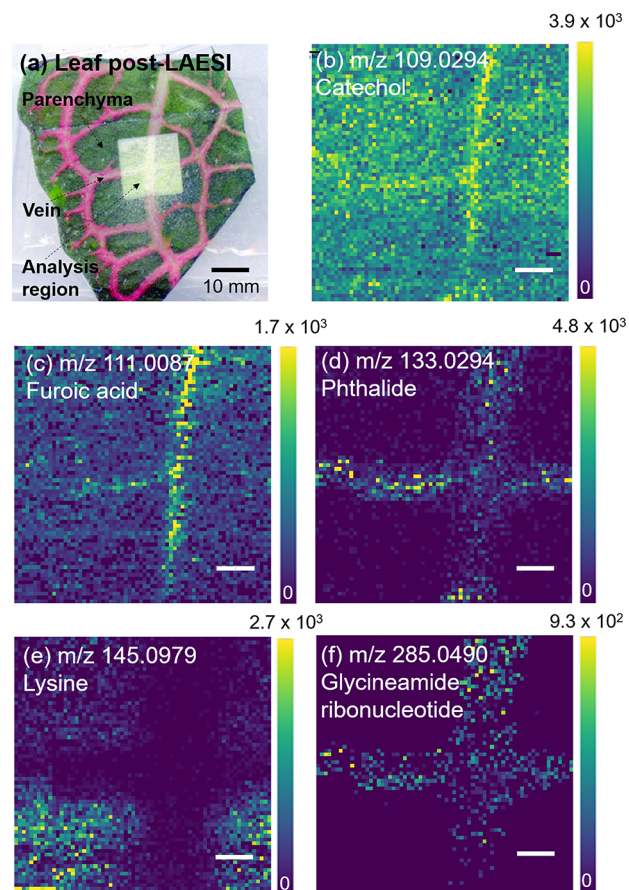 3.9 x 10³
(a) Leaf post-LAESI
Parenchyma
Vein
Analysis
region
10 mm
(b) m/z 109.0294
Catechol
0
1.7 x 10³
(c) m/z 111.0087
Furoic acid
0
4.8 x 10³
(d) m/z 133.0294
Phthalide
0
2.7 x 10³
(e) m/z 145.0979
Lysine
0
9.3 x 10²
(f) m/z 285.0490
Glycineamide
ribonucleotide
0